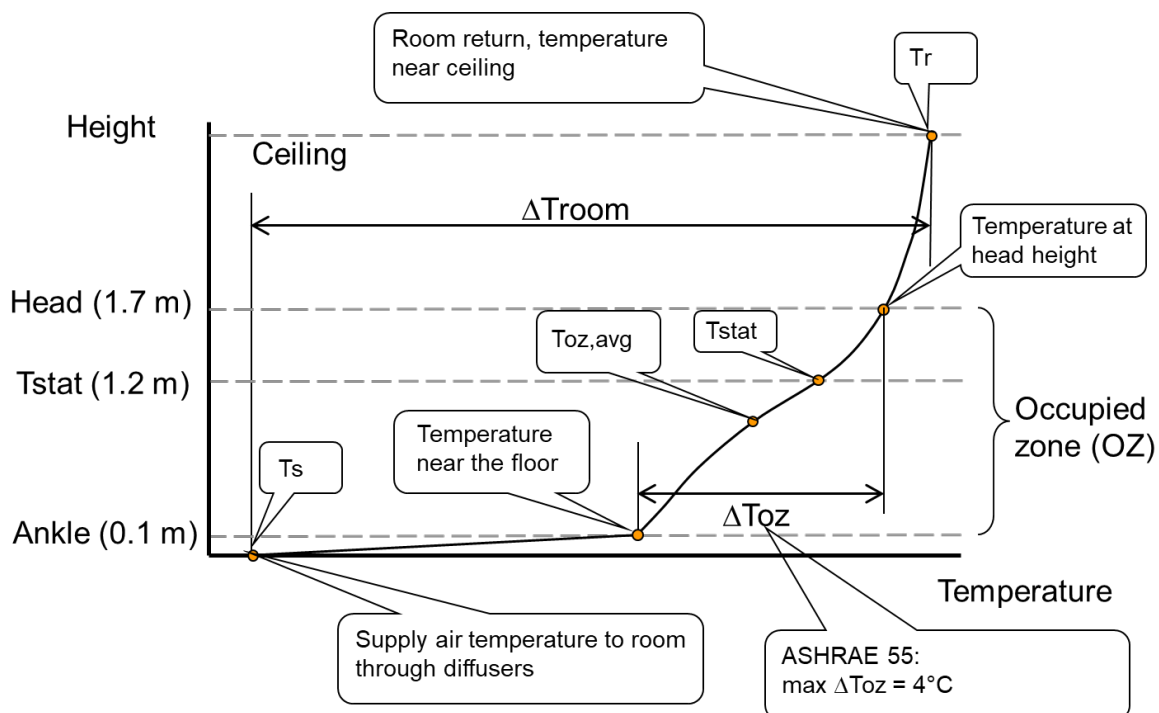 Room return, temperature
near ceiling
Tr
Height
Ceiling
ΔTroom
Temperature at
head height
Head (1.7 m)
Toz,avg
Tstat
Tstat (1.2 m)
Occupied
zone (OZ)
Temperature
near the floor
Ts
ΔToz
Ankle (0.1 m)
Temperature
Supply air temperature to room
through diffusers
ASHRAE 55:
max ΔToz = 4°C